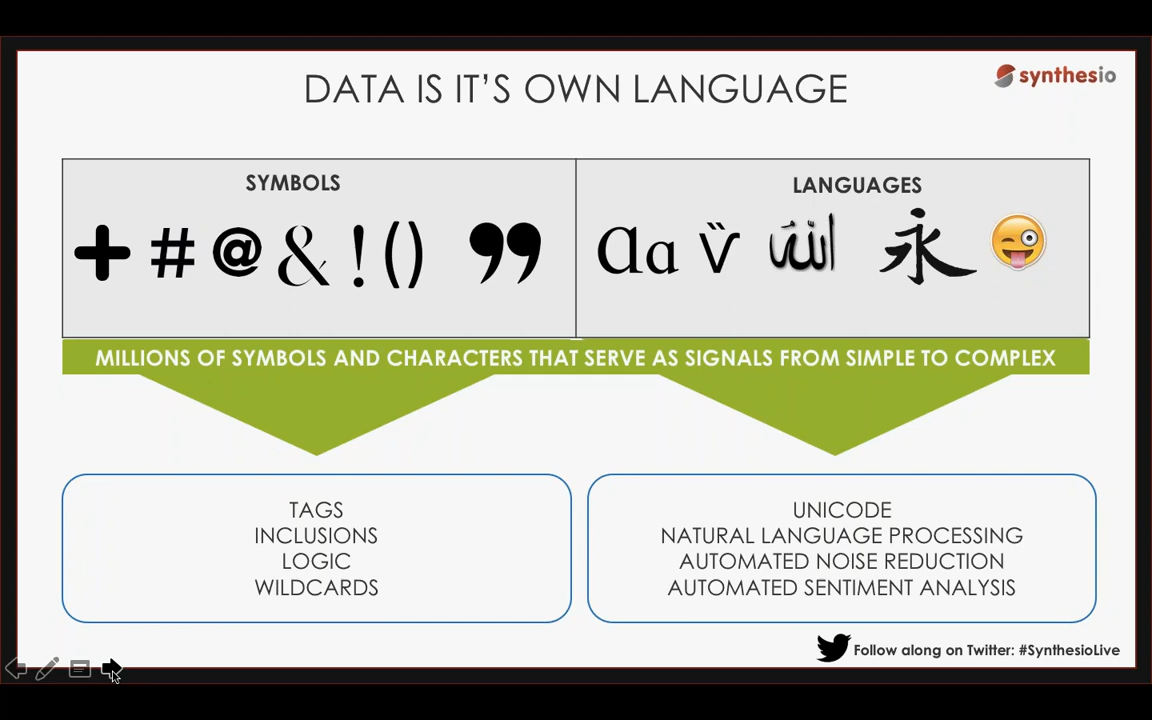 DATA IS IT’S OWN LANGUAGE
synthesio
SYMBOLS
+ # @ & ! () ”
LANGUAGES
a a v̏ الله 永 😜
MILLIONS OF SYMBOLS AND CHARACTERS THAT SERVE AS SIGNALS FROM SIMPLE TO COMPLEX
TAGS
INCLUSIONS
LOGIC
WILDCARDS
UNICODE
NATURAL LANGUAGE PROCESSING
AUTOMATED NOISE REDUCTION
AUTOMATED SENTIMENT ANALYSIS
Follow along on Twitter: #SynthesioLive